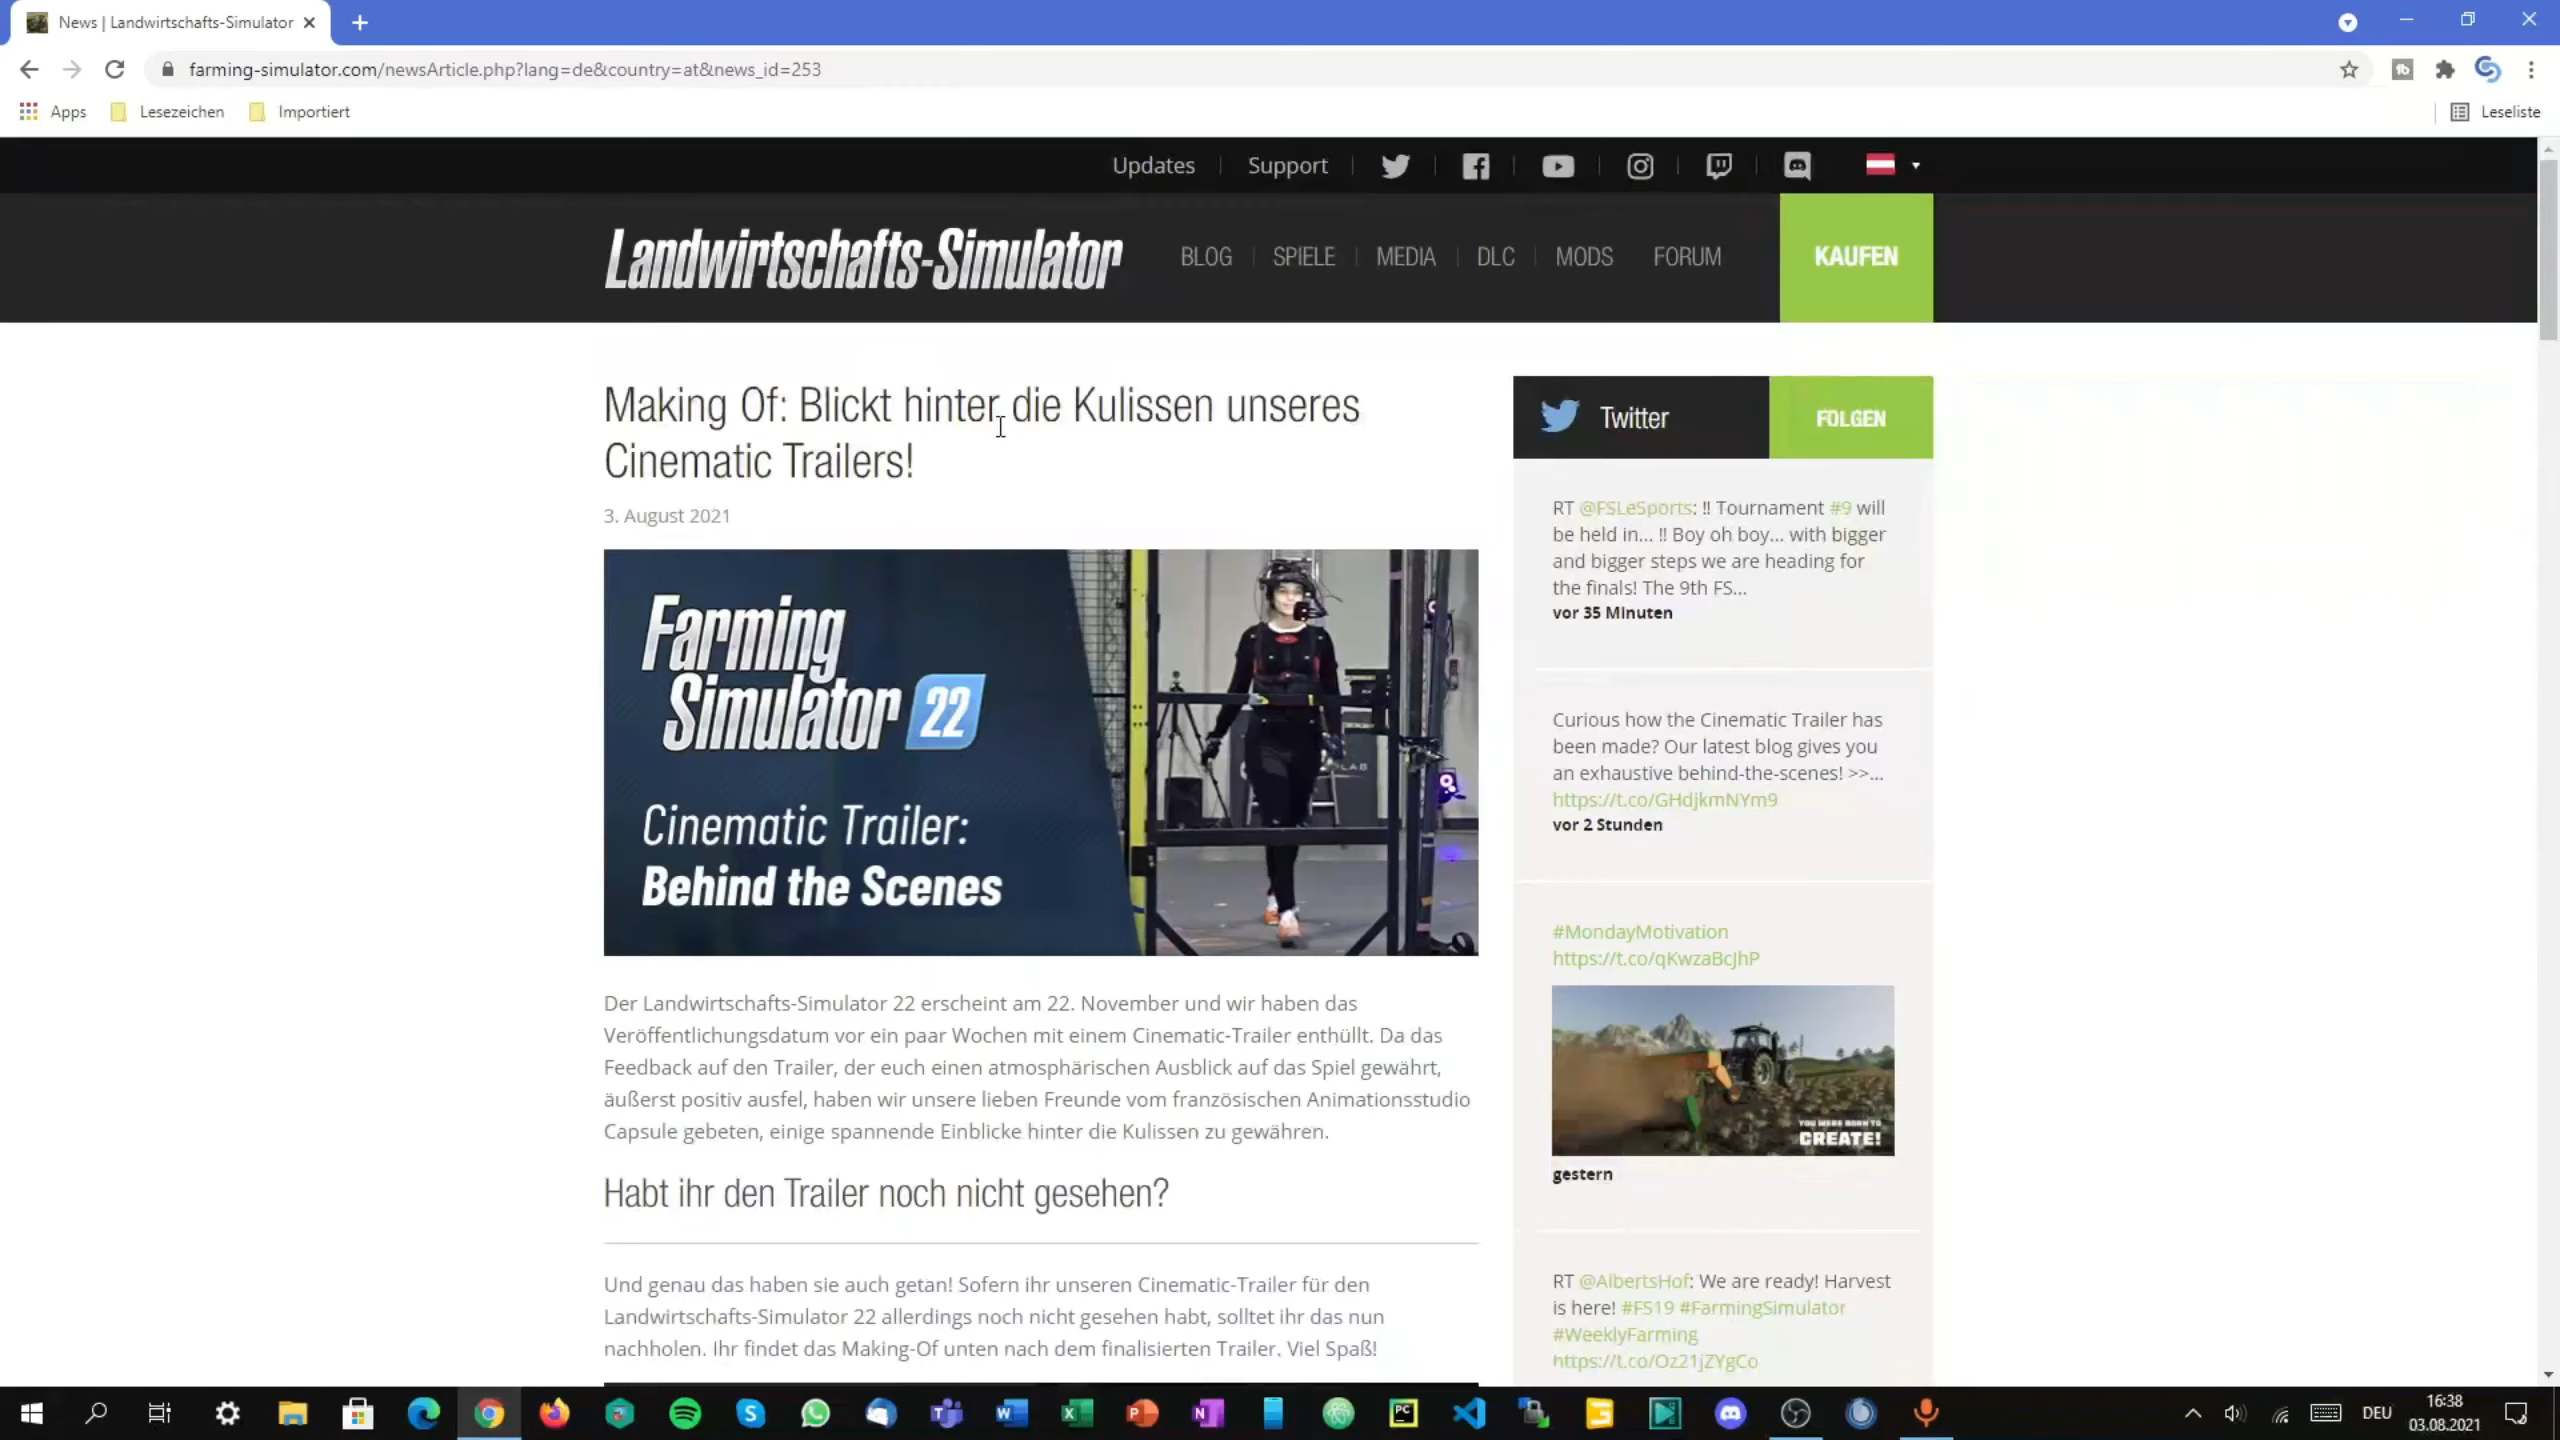 News | Landwirtschafts-Simulator
farming-simulator.com/newsArticle.php?lang=de&country=at&news_id=253
Apps
Lesezeichen
Importiert
Leseliste
Updates
Support
Landwirtschafts-Simulator
BLOG
SPIELE
MEDIA
DLC
MODS
FORUM
KAUFEN
Making Of: Blickt hinter die Kulissen unseres
Cinematic Trailers!
3. August 2021
Farming
Simulator 22
Cinematic Trailer:
Behind the Scenes
Der Landwirtschafts-Simulator 22 erscheint am 22. November und wir haben das
Veröffentlichungsdatum vor ein paar Wochen mit einem Cinematic-Trailer enthüllt. Da das
Feedback auf den Trailer, der euch einen atmosphärischen Ausblick auf das Spiel gewährt,
äußerst positiv ausfel, haben wir unsere lieben Freunde vom französischen Animationsstudio
Capsule gebeten, einige spannende Einblicke hinter die Kulissen zu gewähren.
Habt ihr den Trailer noch nicht gesehen?
Und genau das haben sie auch getan! Sofern ihr unseren Cinematic-Trailer für den
Landwirtschafts-Simulator 22 allerdings noch nicht gesehen habt, solltet ihr das nun
nachholen. Ihr findet das Making-Of unten nach dem finalisierten Trailer. Viel Spaß!
Twitter
FOLGEN
RT @FSLeSports: !! Tournament #9 will
be held in... !! Boy oh boy... with bigger
and bigger steps we are heading for
the finals! The 9th FS...
vor 35 Minuten
Curious how the Cinematic Trailer has
been made? Our latest blog gives you
an exhaustive behind-the-scenes! >>...
https://t.co/GHdjkmNYm9
vor 2 Stunden
#MondayMotivation
https://t.co/qKwzaBcJhP
YOU WERE BORN TO
CREATE!
gestern
RT @AlbertsHof: We are ready! Harvest
is here! #FS19 #FarmingSimulator
#WeeklyFarming
https://t.co/Oz21jZYgCo
DEU
16:38
03.08.2021